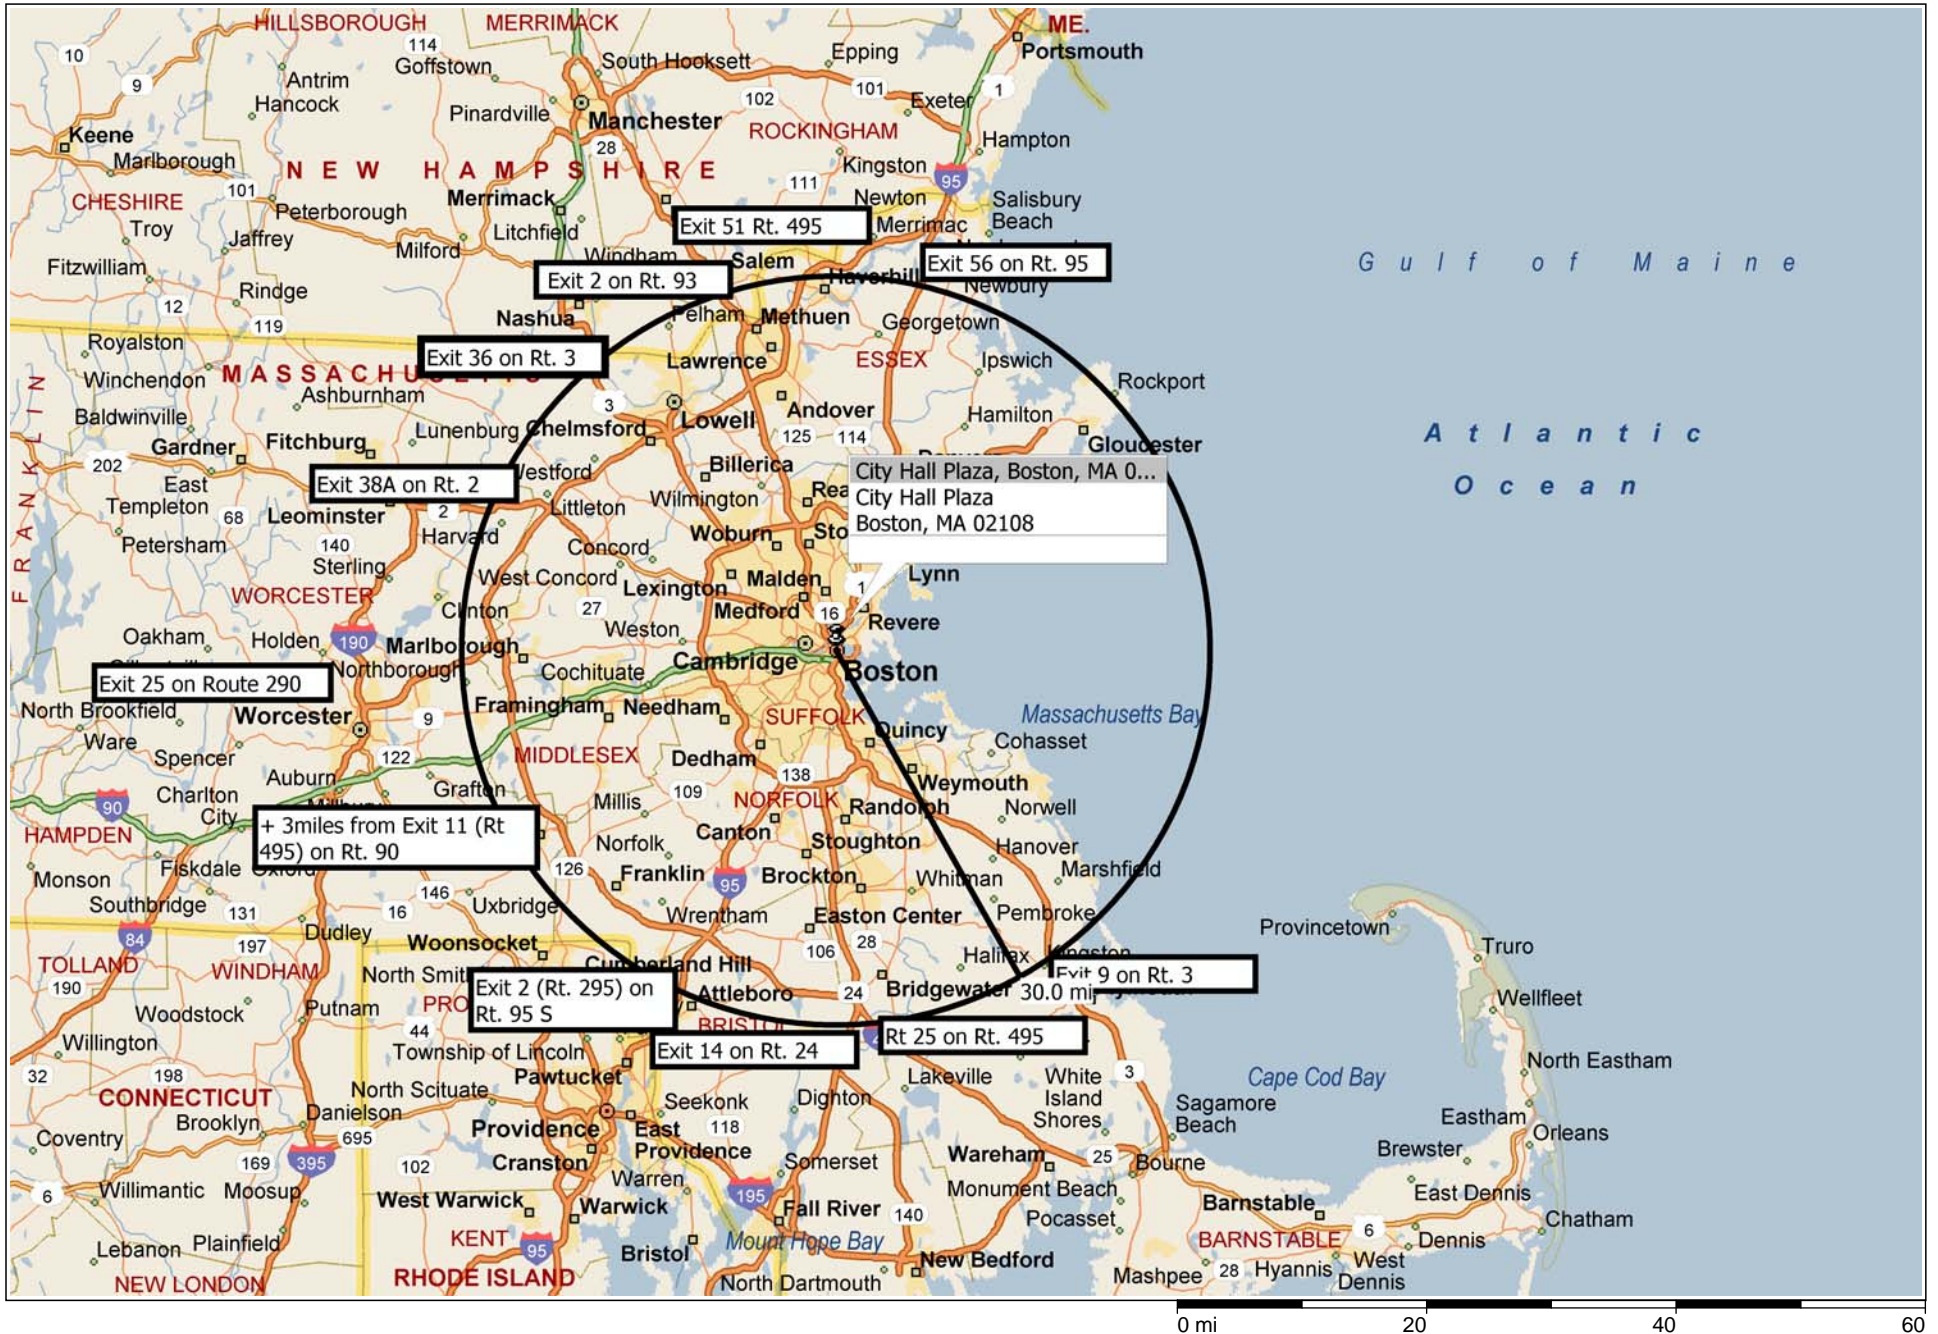 HILLSBOROUGH
MERRIMACK
ME.
10
114
Goffstown
South Hooksett
Epping
Portsmouth
9
Antrim
Hancock
Pinardville
102
101
Exeter
1
Keene
Manchester
ROCKINGHAM
Hampton
Marlborough
28
Kingston
NEW HAMPSHIRE
101
111
95
CHESHIRE
Merrimack
Newton
Salisbury
Beach
Troy
Peterborough
Exit 51 Rt. 495
Merrimac
Jaffrey
Milford
Litchfield
Windham
Salem
Exit 56 on Rt. 95
Gulf of Maine
Fitzwilliam
Exit 2 on Rt. 93
Haverhill
Newbury
Rindge
12
119
Nashua
Pelham
Methuen
Georgetown
Royalston
Exit 36 on Rt. 3
Lawrence
ESSEX
Ipswich
Winchendon
MASSACHUSETTS
Ashburnham
Rockport
FRANKLIN
Baldwinville
3
Lowell
Andover
Hamilton
Gardner
Fitchburg
Lunenburg
Chelmsford
125
114
Gloucester
Atlantic
Ocean
202
East
Templeton
Exit 38A on Rt. 2
Westford
Billerica
City Hall Plaza, Boston, MA 0...
City Hall Plaza
Boston, MA 02108
68
Leominster
2
Littleton
Wilmington
Rea
Petersham
140
Harvard
Woburn
Sto
Sterling
Concord
West Concord
Malden
Lynn
WORCESTER
Lexington
1
Clinton
27
Medford
16
Revere
Oakham
Holden
190
Marlborough
Weston
Northborough
Cochituate
Cambridge
Boston
Exit 25 on Route 290
North Brookfield
Worcester
9
Framingham
Needham
SUFFOLK
Massachusetts Bay
Ware
Quincy
Cohasset
Spencer
122
MIDDLESEX
Dedham
Auburn
Grafton
138
Weymouth
90
Charlton
City
Millbury
Millis
109
NORFOLK
Randolph
Norwell
HAMPDEN
+ 3miles from Exit 11 (Rt
495) on Rt. 90
Norfolk
Canton
Stoughton
Hanover
Fiskdale
Oxford
126
Marshfield
Monson
Franklin
95
Brockton
Whitman
Southbridge
131
16
146
Uxbridge
Wrentham
Easton Center
Pembroke
Provincetown
84
197
Dudley
Woonsocket
106
28
Halifax
Kingston
Truro
TOLLAND
WINDHAM
North Smit
Cumberland Hill
Exit 9 on Rt. 3
190
Exit 2 (Rt. 295) on
Rt. 95 S
Attleboro
24
Bridgewater
30.0 mi
Wellfleet
Woodstock
Putnam
PRO
BRISTOL
44
Rt 25 on Rt. 495
Willington
Township of Lincoln
Exit 14 on Rt. 24
North Eastham
32
198
Pawtucket
Lakeville
White
Island
Shores
3
Cape Cod Bay
CONNECTICUT
North Scituate
Seekonk
Dighton
Sagamore
Beach
Eastham
Brooklyn
Danielson
118
Orleans
Coventry
695
Providence
East
Providence
Brewster
169
395
102
Cranston
Somerset
Wareham
25
Bourne
6
Willimantic
Moosup
Warren
195
Monument Beach
East Dennis
West Warwick
Warwick
Fall River
140
Pocasset
Barnstable
Chatham
KENT
95
Mount Hope Bay
BARNSTABLE
6
Dennis
Lebanon
Plainfield
Bristol
New Bedford
Mashpee
28
Hyannis
West
Dennis
NEW LONDON
RHODE ISLAND
North Dartmouth
0 mi
20
40
60